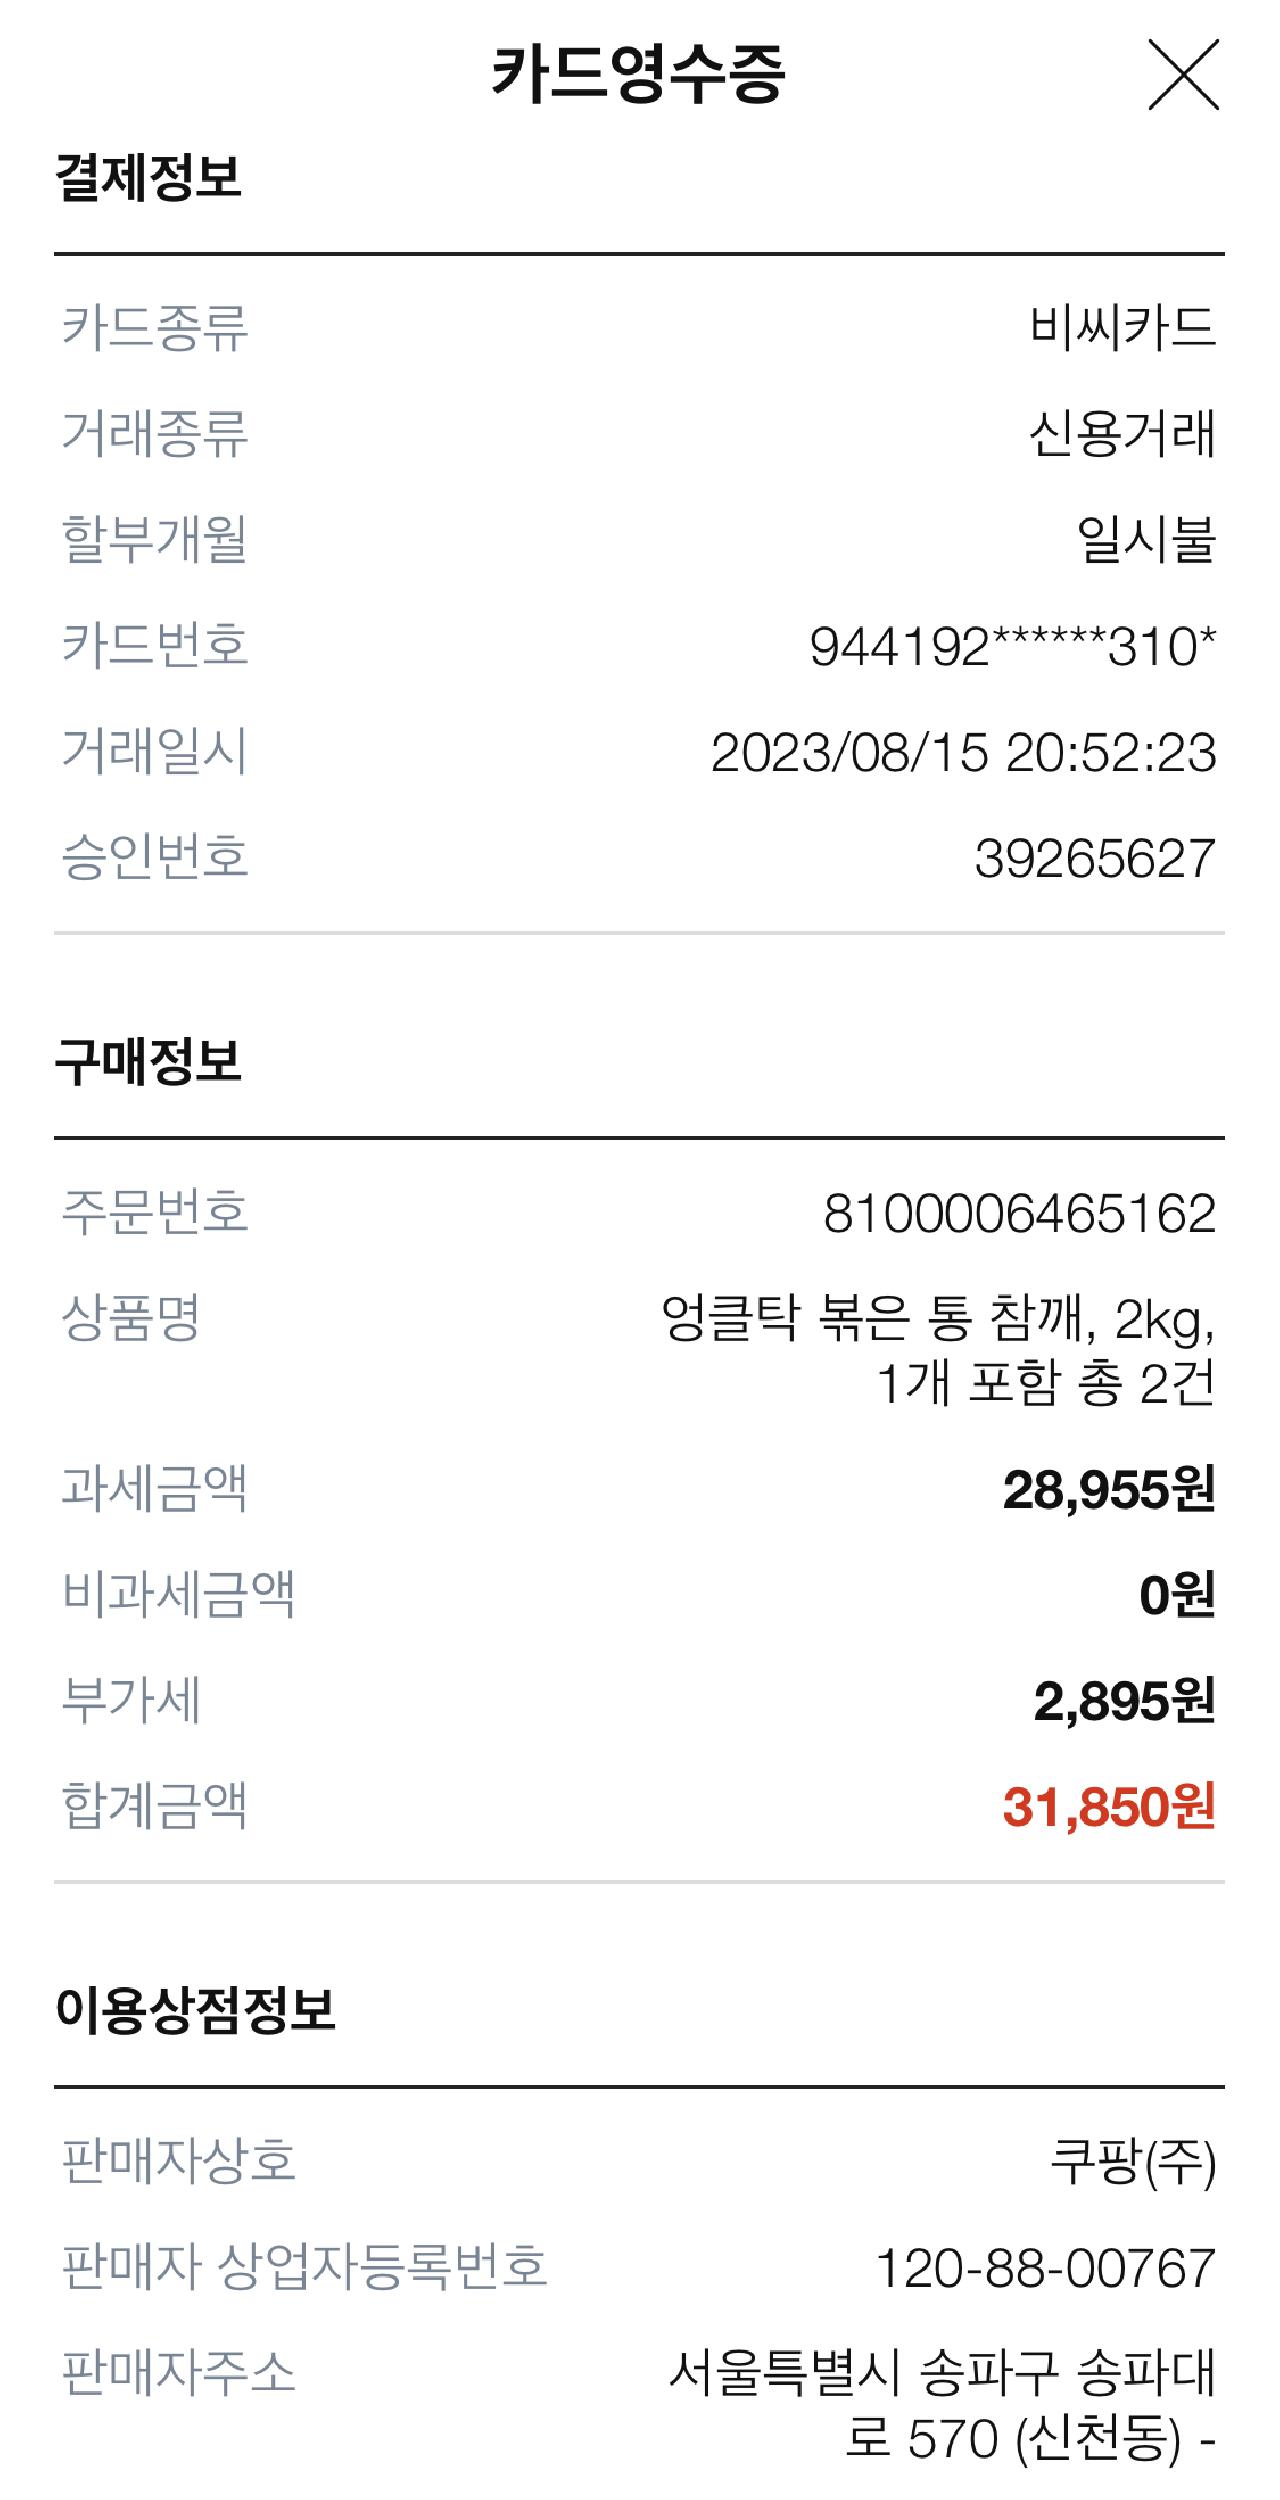 카드영수증
결제정보
카드종류 비씨카드
거래종류 신용거래
할부개월 일시불
카드번호 944192******310*
거래일시 2023/08/15 20:52:23
승인번호 39265627
구매정보
주문번호 8100006465162
상품명 엉클탁 볶은 통 참깨, 2kg,
1개 포함 총 2건
과세금액 28,955원
비과세금액 0원
부가세 2,895원
합계금액 31,850원
이용상점정보
판매자상호 쿠팡(주)
판매자 상업자등록번호 120-88-00767
판매자주소 서울특별시 송파구 송파대
로 570 (신천동) -